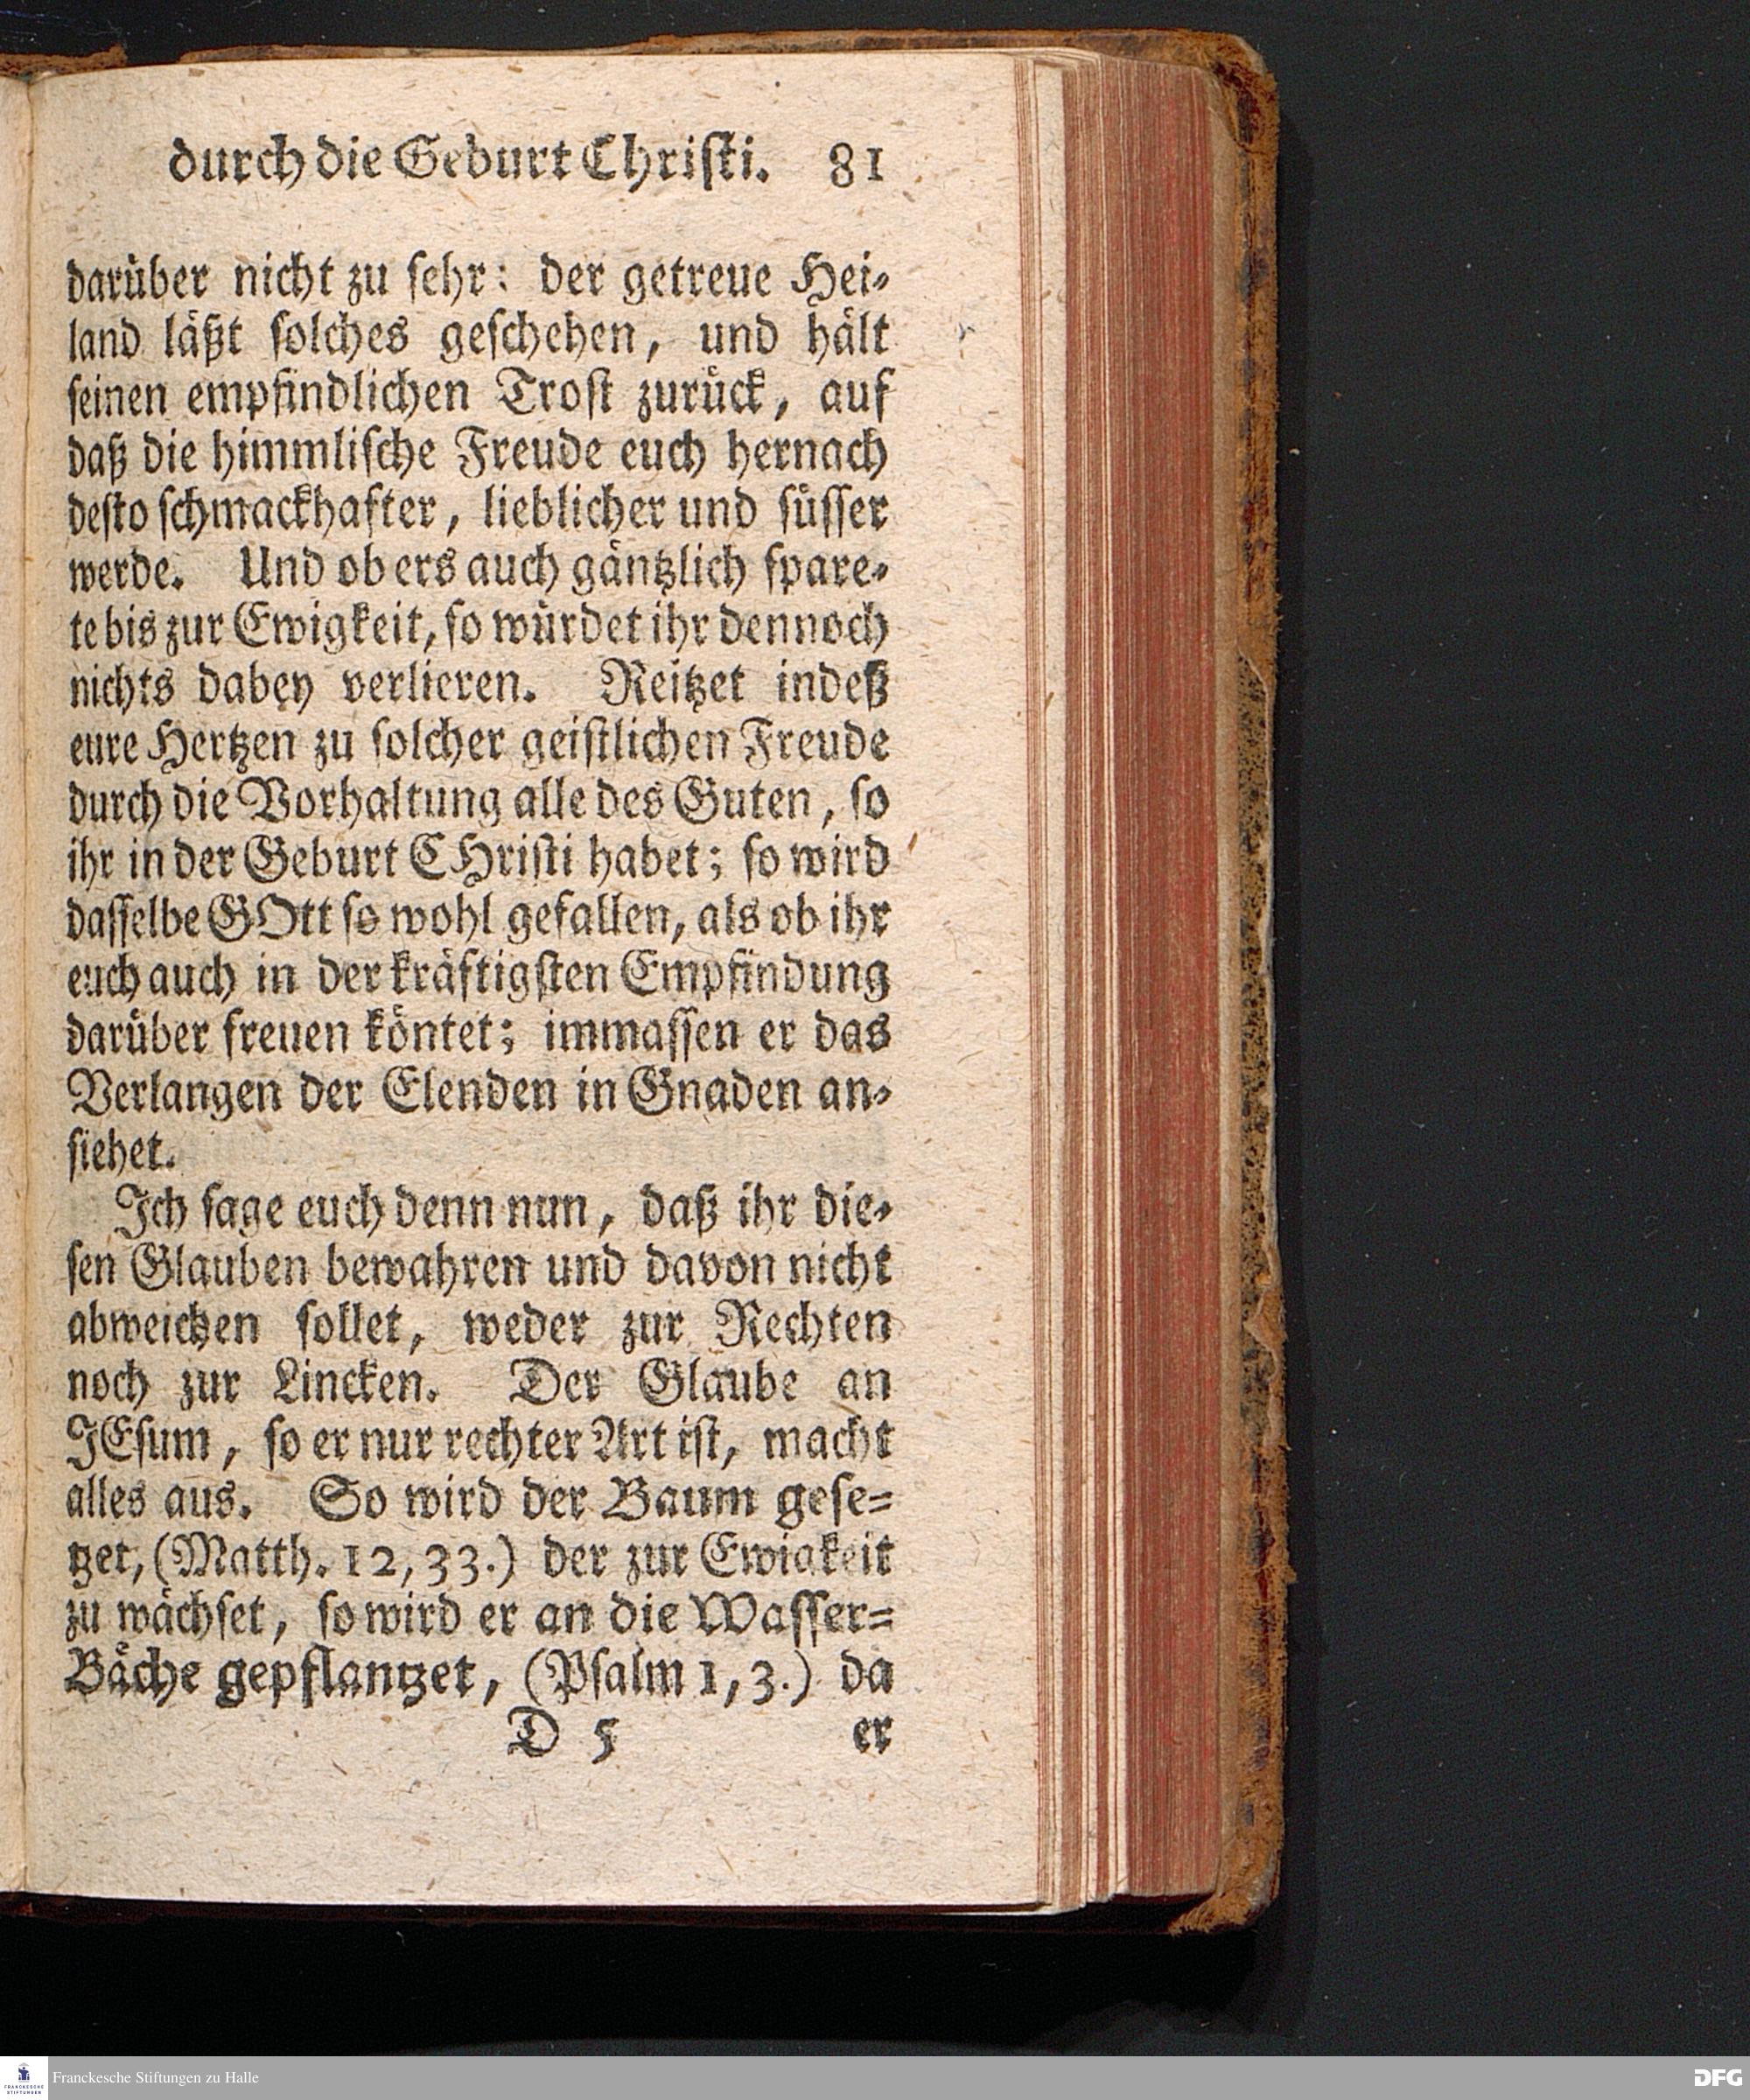 durch die Geburt Christi. 81
darüber nicht zu sehr: der getreue Hei-
land läßt solches geschehen, und hält
seinen empfindlichen Trost zurück, auf
daß die himmlische Freude euch hernach
desto schmackhafter, lieblicher und süsser
werde. Und ob ers auch gäntzlich spare-
te bis zur Ewigkeit, so würdet ihr dennoch
nichts dabey verlieren. Reitzet indeß
eure Hertzen zu solcher geistlichen Freude
durch die Vorhaltung alle des Guten, so
ihr in der Geburt CHristi habet; so wird
dasselbe GOtt so wohl gefallen, als ob ihr
euch auch in der kräftigsten Empfindung
darüber freuen köntet; immassen er das
Verlangen der Elenden in Gnaden an-
siehet.
Ich sage euch denn nun, daß ihr die-
sen Glauben bewahren und davon nicht
abweichen sollet, weder zur Rechten
noch zur Lincken. Der Glaube an
JEsum, so er nur rechter Art ist, macht
alles aus. So wird der Baum gese-
tzet, (Matth. 12, 33.) der zur Ewigkeit
zu wächset, so wird er an die Wasser-
Bäche gepflantzet, (Psalm 1, 3.) da
D 5 er
FRANCKESCHE
STIFTUNGEN
Franckesche Stiftungen zu Halle
DFG